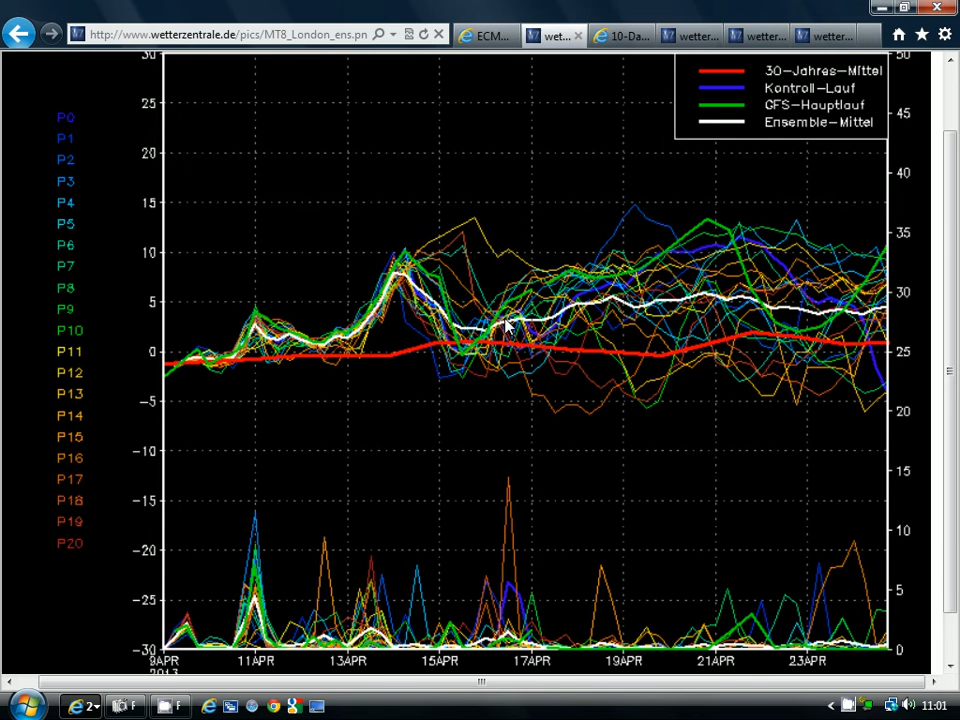 http://www.wetterzentrale.de/pics/MT8_London_ens.pn
ECM...
wet...
10-Da...
wetter...
wetter...
wetter...
30-Jahres-Mittel
Kontroll-Lauf
GFS-Hauptlauf
Ensemble-Mittel
P0
P1
P2
P3
P4
P5
P6
P7
P8
P9
P10
P11
P12
P13
P14
P15
P16
P17
P18
P19
P20
30
25
20
15
10
5
0
-5
-10
-15
-20
-25
-30
50
45
40
35
30
25
20
15
10
5
0
9APR
11APR
13APR
15APR
17APR
19APR
21APR
23APR
2013
2
F
F
11:01